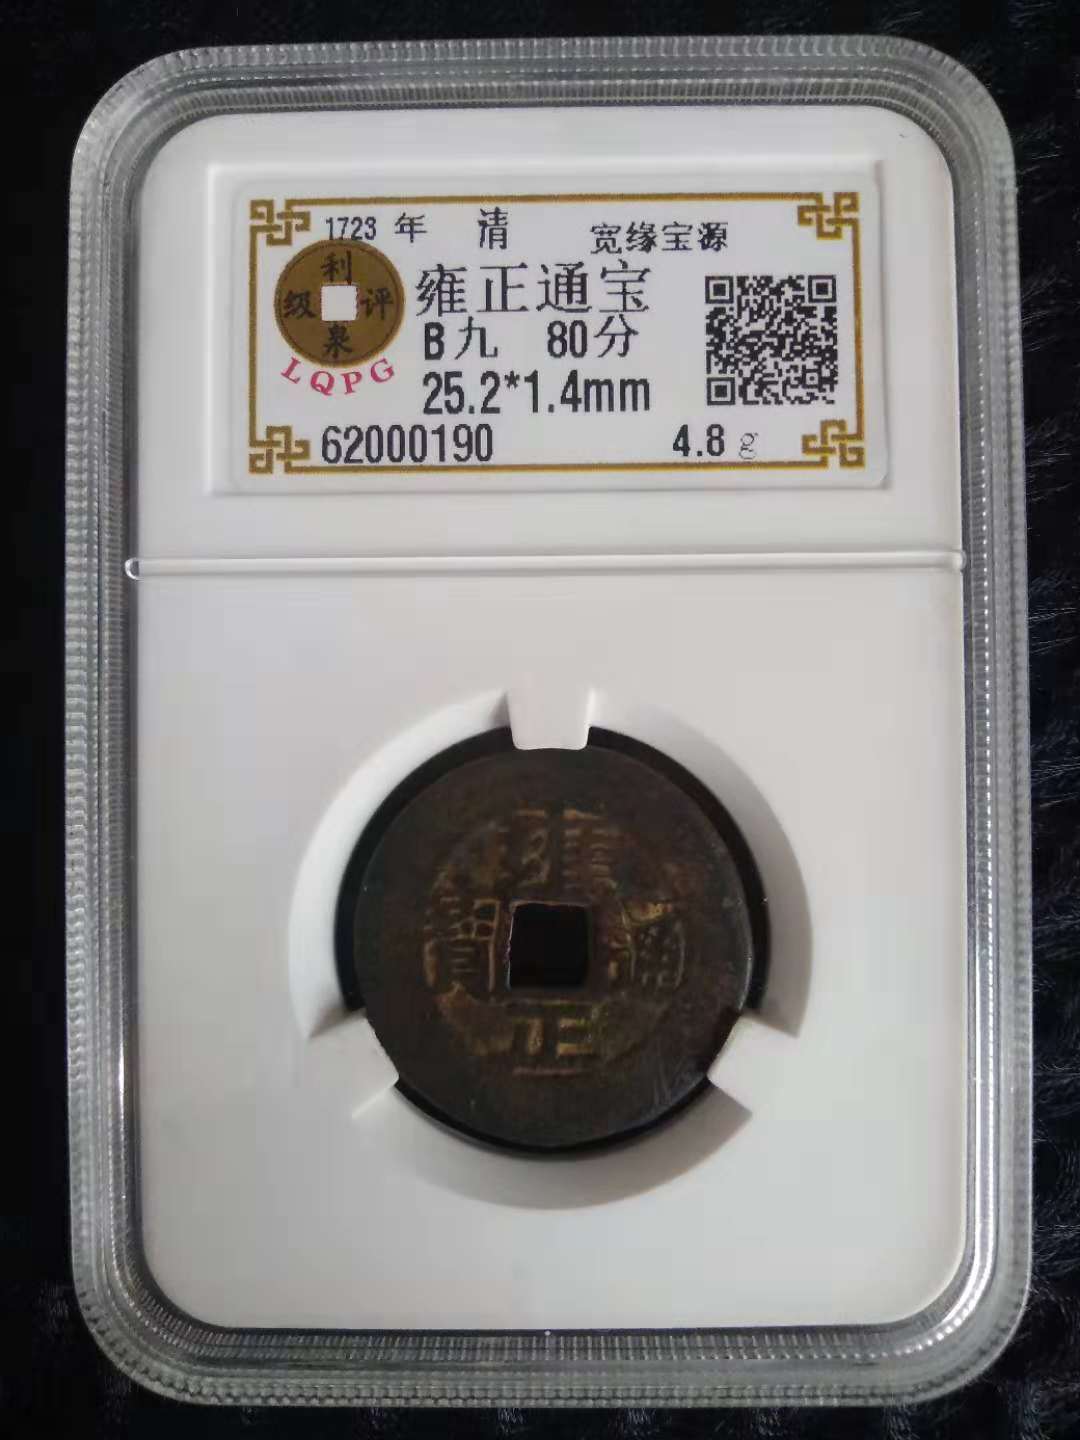 1723 年 清 宽缘宝源
利
级 评
泉
LQPG
雍正通宝
B九 80分
25.2*1.4mm
62000190 4.8g
雍
寶 通
正